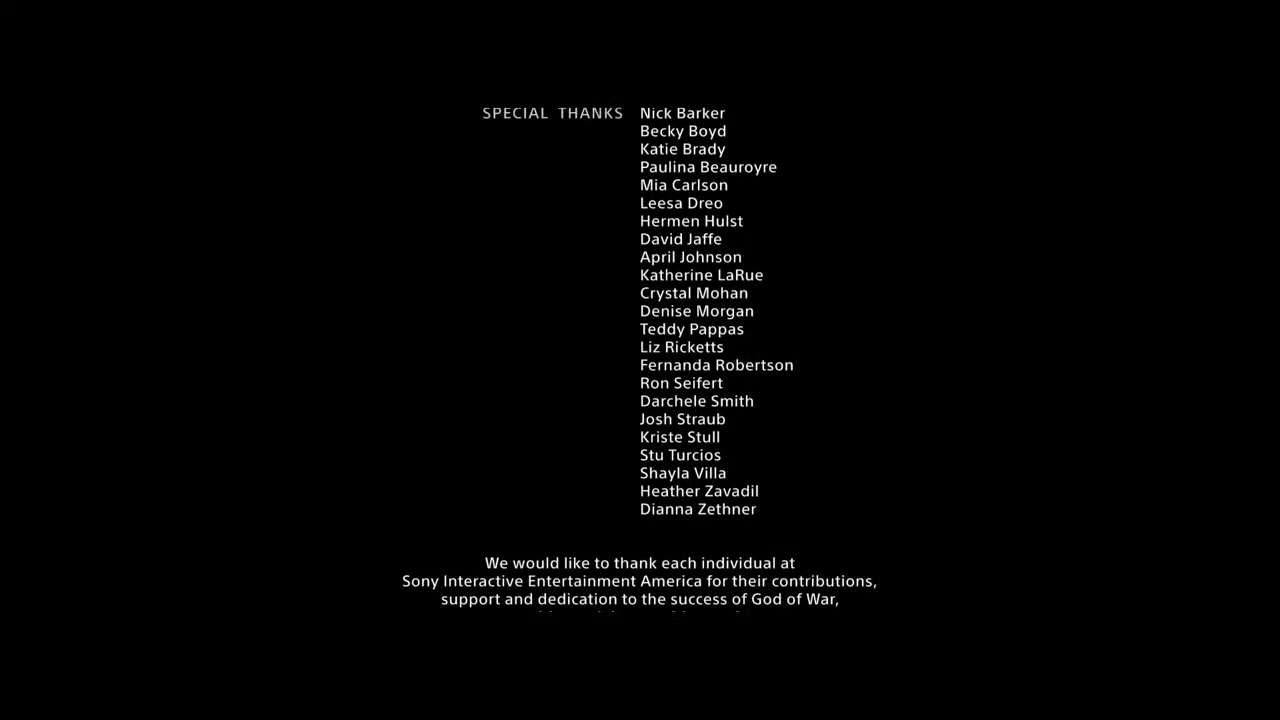 SPECIAL THANKS Nick Barker
Becky Boyd
Katie Brady
Paulina Beauroyre
Mia Carlson
Leesa Dreo
Hermen Hulst
David Jaffe
April Johnson
Katherine LaRue
Crystal Mohan
Denise Morgan
Teddy Pappas
Liz Ricketts
Fernanda Robertson
Ron Seifert
Darchele Smith
Josh Straub
Kriste Stull
Stu Turcios
Shayla Villa
Heather Zavadil
Dianna Zethner
We would like to thank each individual at
Sony Interactive Entertainment America for their contributions,
support and dedication to the success of God of War,